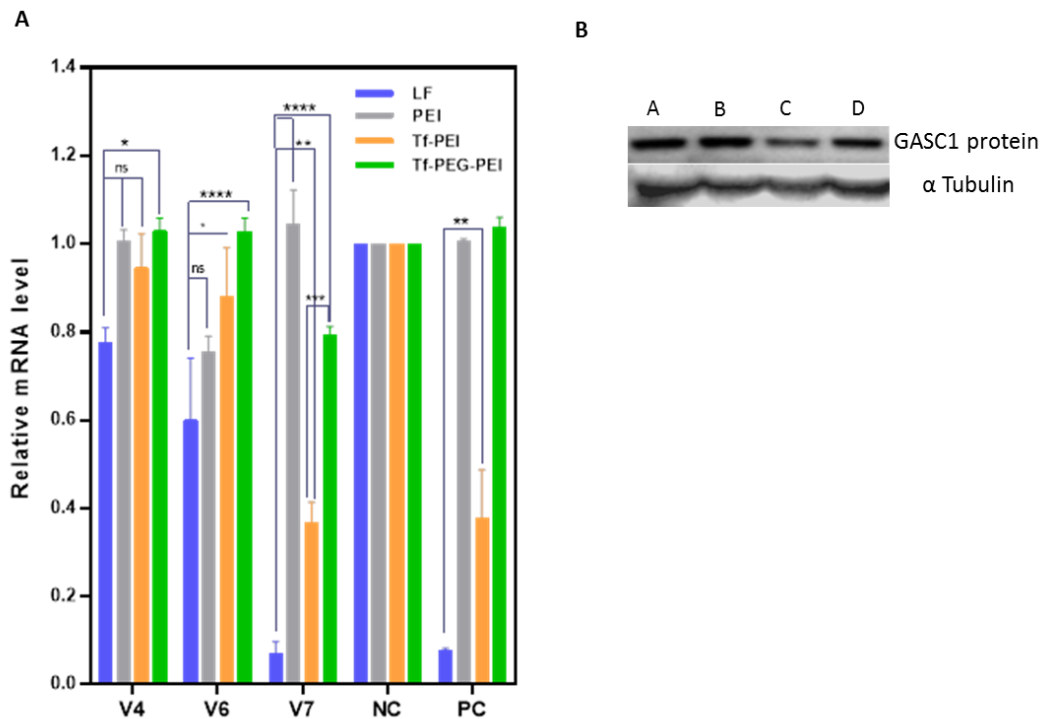 A
Relative mRNA level
1.4
1.2
1.0
0.8
0.6
0.4
0.2
0.0
LF
PEI
Tf-PEI
Tf-PEG-PEI
*
ns
****
*
ns
****
**
***
**
V4 V6 V7 NC PC
B
A B C D
GASC1 protein
α Tubulin